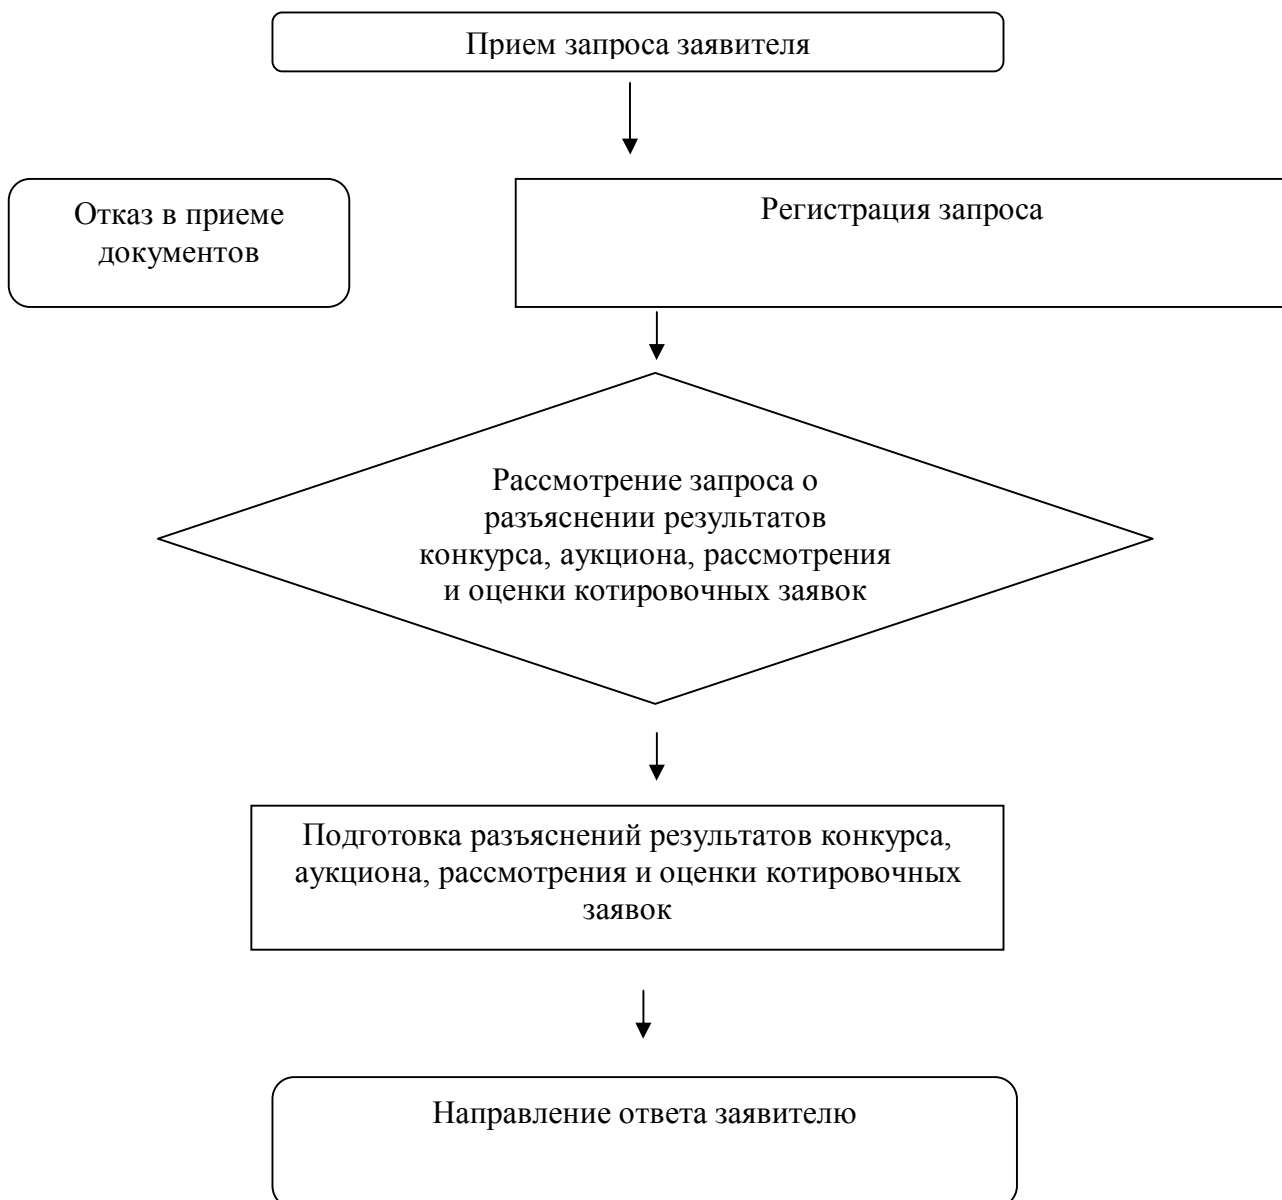 Прием запроса заявителя
Отказ в приеме
документов
Регистрация запроса
Рассмотрение запроса о
разъяснении результатов
конкурса, аукциона, рассмотрения
и оценки котировочных заявок
Подготовка разъяснений результатов конкурса,
аукциона, рассмотрения и оценки котировочных
заявок
Направление ответа заявителю